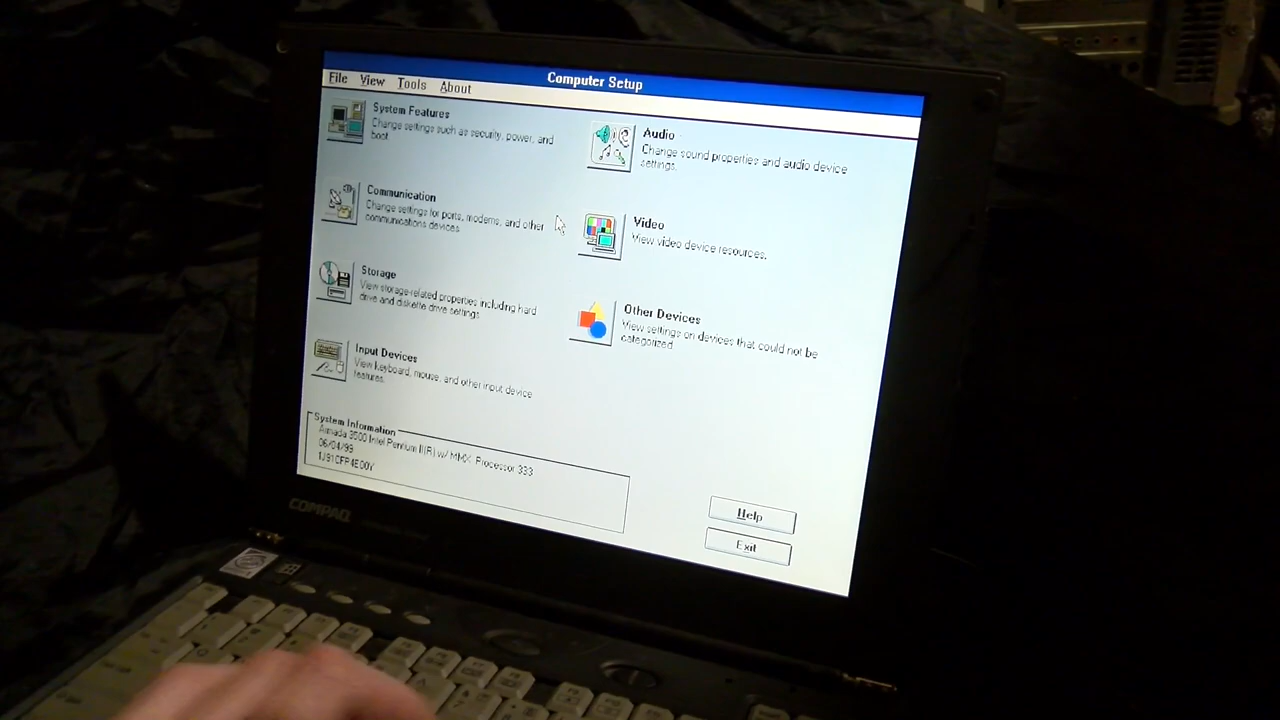 Computer Setup
File View Tools About
System Features
Change settings such as security, power, and
boot.
Communication
Change settings for ports, modems, and other
communications devices.
Storage
View storage-related properties including hard
drive and diskette drive settings.
Input Devices
View keyboard, mouse, and other input device
features.
Audio
Change sound properties and audio device
settings.
Video
View video device resources.
Other Devices
View settings on devices that could not be
categorized.
System Information
Armada 3500 Intel Pentium II(R) w/ MMX Processor 333
06/04/99
1J91CFP4E00Y
Help
Exit
COMPAQ